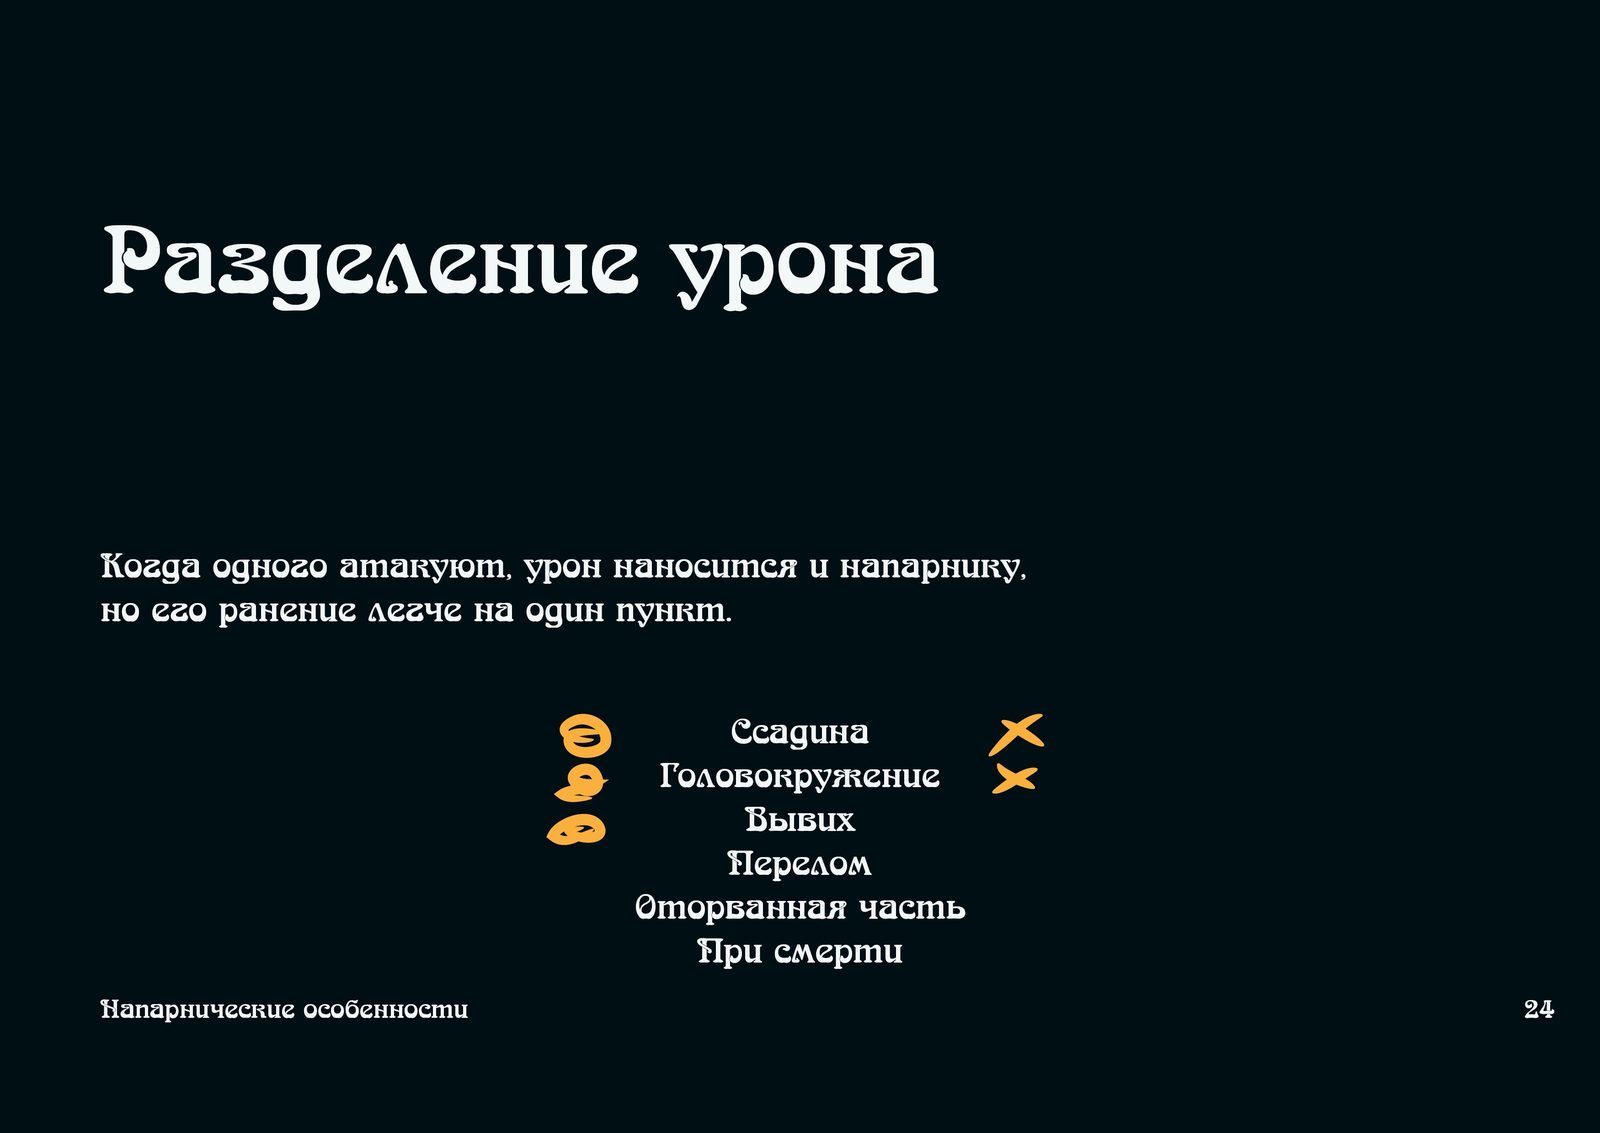 Разделение урона
Когда одного атакуют, урон наносится и напарнику,
но его ранение легче на один пункт.
Ссадина
Головокружение
Вывих
Перелом
Оторванная часть
При смерти
Напарнические особенности
24